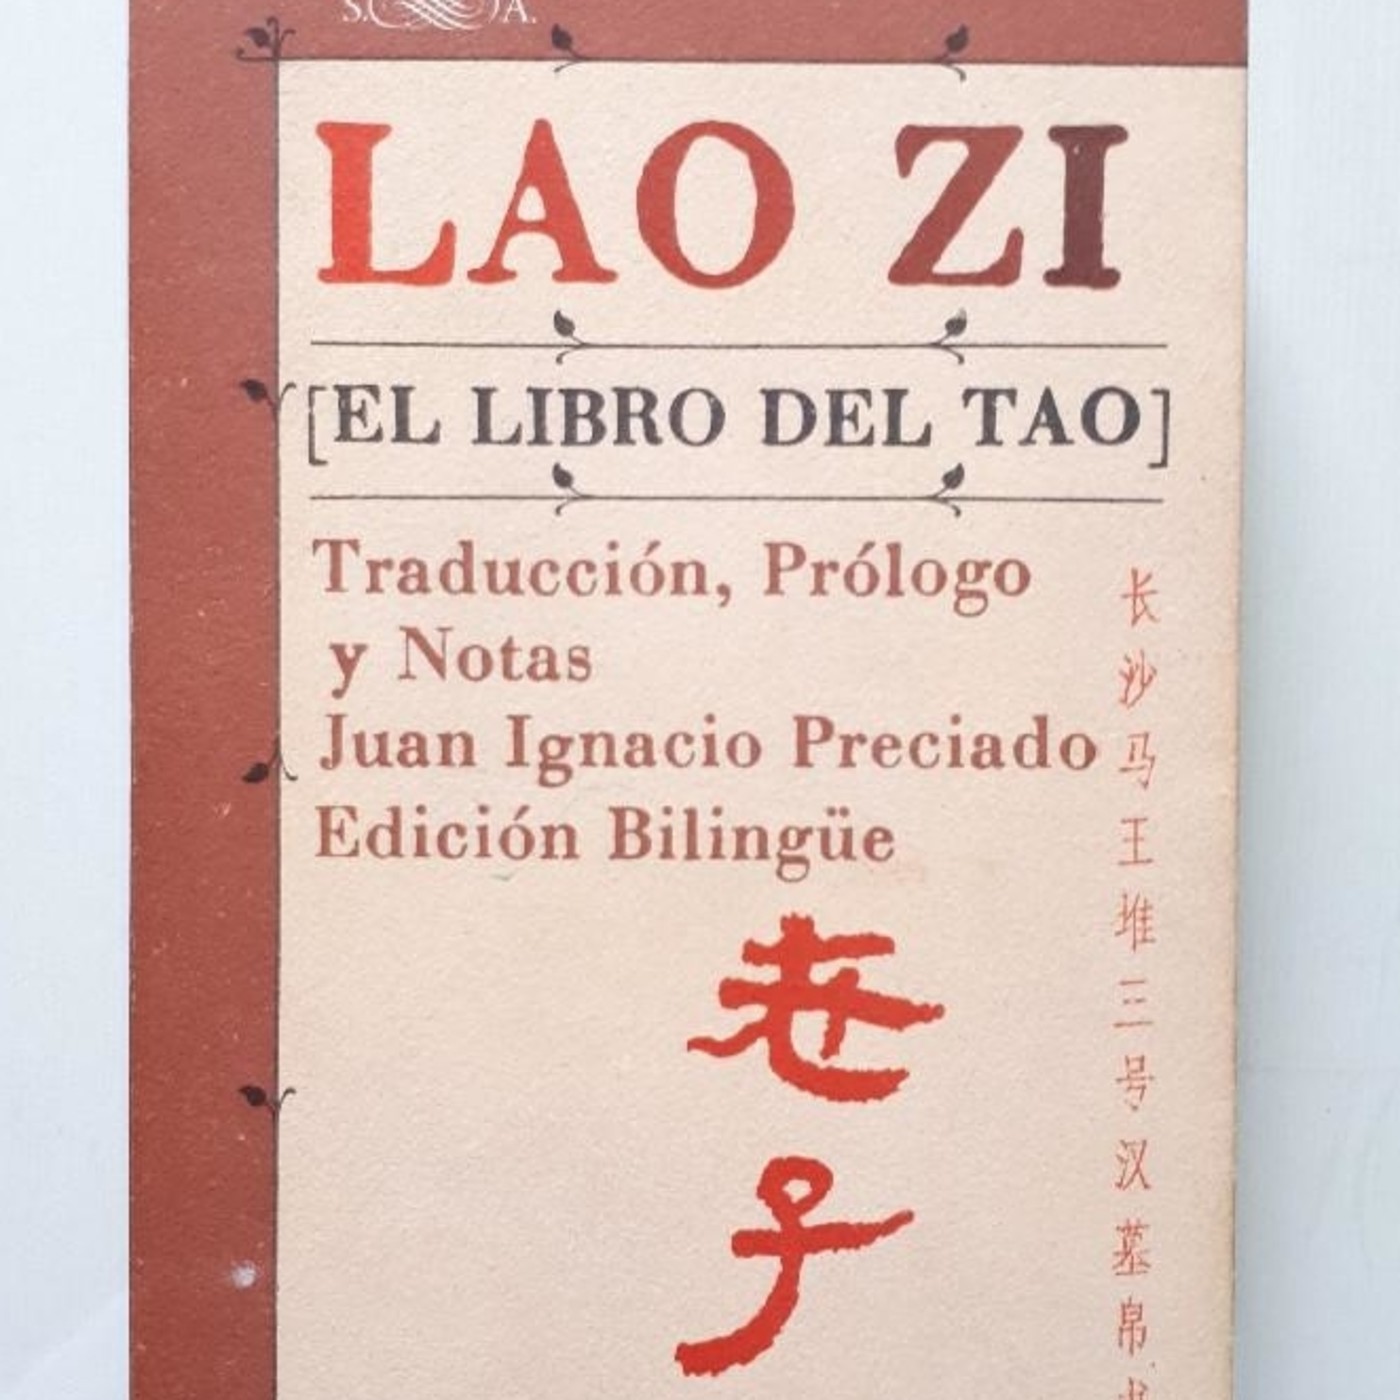 S. A.
LAO ZI
[EL LIBRO DEL TAO]
Traducción, Prólogo
y Notas
Juan Ignacio Preciado
Edición Bilingüe
老子
长沙马王堆三号汉墓帛